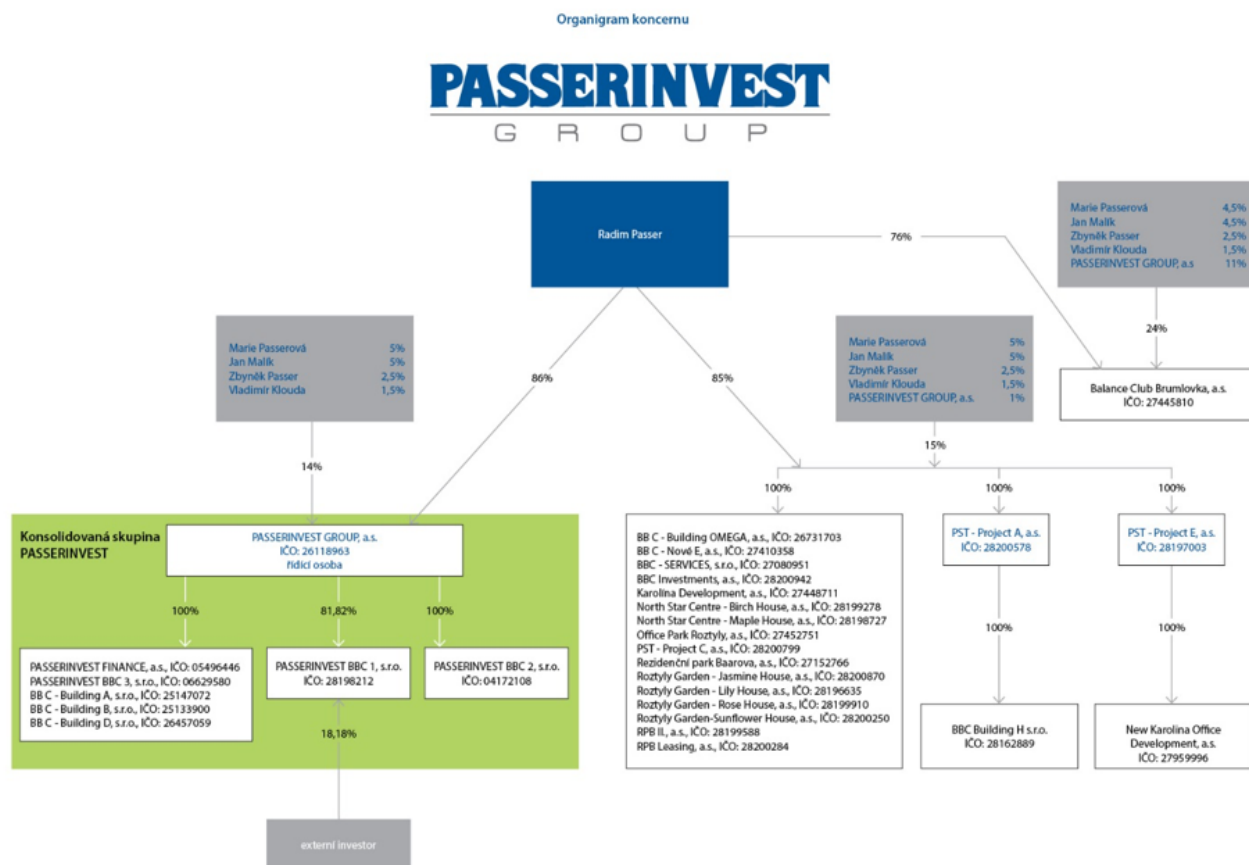 Organigram koncernu
PASSERINVEST
GROUP
Radim Passer
Marie Passerová 4,5%
Jan Malík 4,5%
Zbyněk Passer 2,5%
Vladimír Klouda 1,5%
PASSERINVEST GROUP, a.s 11%
76%
24%
Balance Club Brumlovka, a.s.
IČO: 27445810
Marie Passerová 5%
Jan Malík 5%
Zbyněk Passer 2,5%
Vladimír Klouda 1,5%
86%
85%
Marie Passerová 5%
Jan Malík 5%
Zbyněk Passer 2,5%
Vladimír Klouda 1,5%
PASSERINVEST GROUP, a.s. 1%
14%
15%
100%
100%
100%
Konsolidovaná skupina
PASSERINVEST
PASSERINVEST GROUP, a.s.
IČO: 26118963
řídicí osoba
100%
81,82%
100%
PASSERINVEST FINANCE, a.s., IČO: 05496446
PASSERINVEST BBC 3, s.r.o., IČO: 06629580
BB C - Building A, s.r.o., IČO: 25147072
BB C - Building B, s.r.o., IČO: 25133900
BB C - Building D, s.r.o., IČO: 26457059
PASSERINVEST BBC 1, s.r.o.
IČO: 28198212
PASSERINVEST BBC 2, s.r.o.
IČO: 04172108
18,18%
externí investor
BB C - Building OMEGA, a.s., IČO: 26731703
BB C - Nové E, a.s., IČO: 27410358
BBC - SERVICES, s.r.o., IČO: 27080951
BBC Investments, a.s., IČO: 28200942
Karolína Development, a.s., IČO: 27448711
North Star Centre - Birch House, a.s., IČO: 28199278
North Star Centre - Maple House, a.s., IČO: 28198727
Office Park Roztyly, a.s., IČO: 27452751
PST - Project C, a.s., IČO: 28200799
Rezidenční park Baarova, a.s., IČO: 27152766
Roztyly Garden - Jasmine House, a.s., IČO: 28200870
Roztyly Garden - Lily House, a.s., IČO: 28196635
Roztyly Garden - Rose House, a.s., IČO: 28199910
Roztyly Garden-Sunflower House, a.s., IČO: 28200250
RPB II., a.s., IČO: 28199588
RPB Leasing, a.s., IČO: 28200284
PST - Project A, a.s.
IČO: 28200578
100%
BBC Building H s.r.o.
IČO: 28162889
PST - Project E, a.s.
IČO: 28197003
100%
New Karolina Office
Development, a.s.
IČO: 27959996